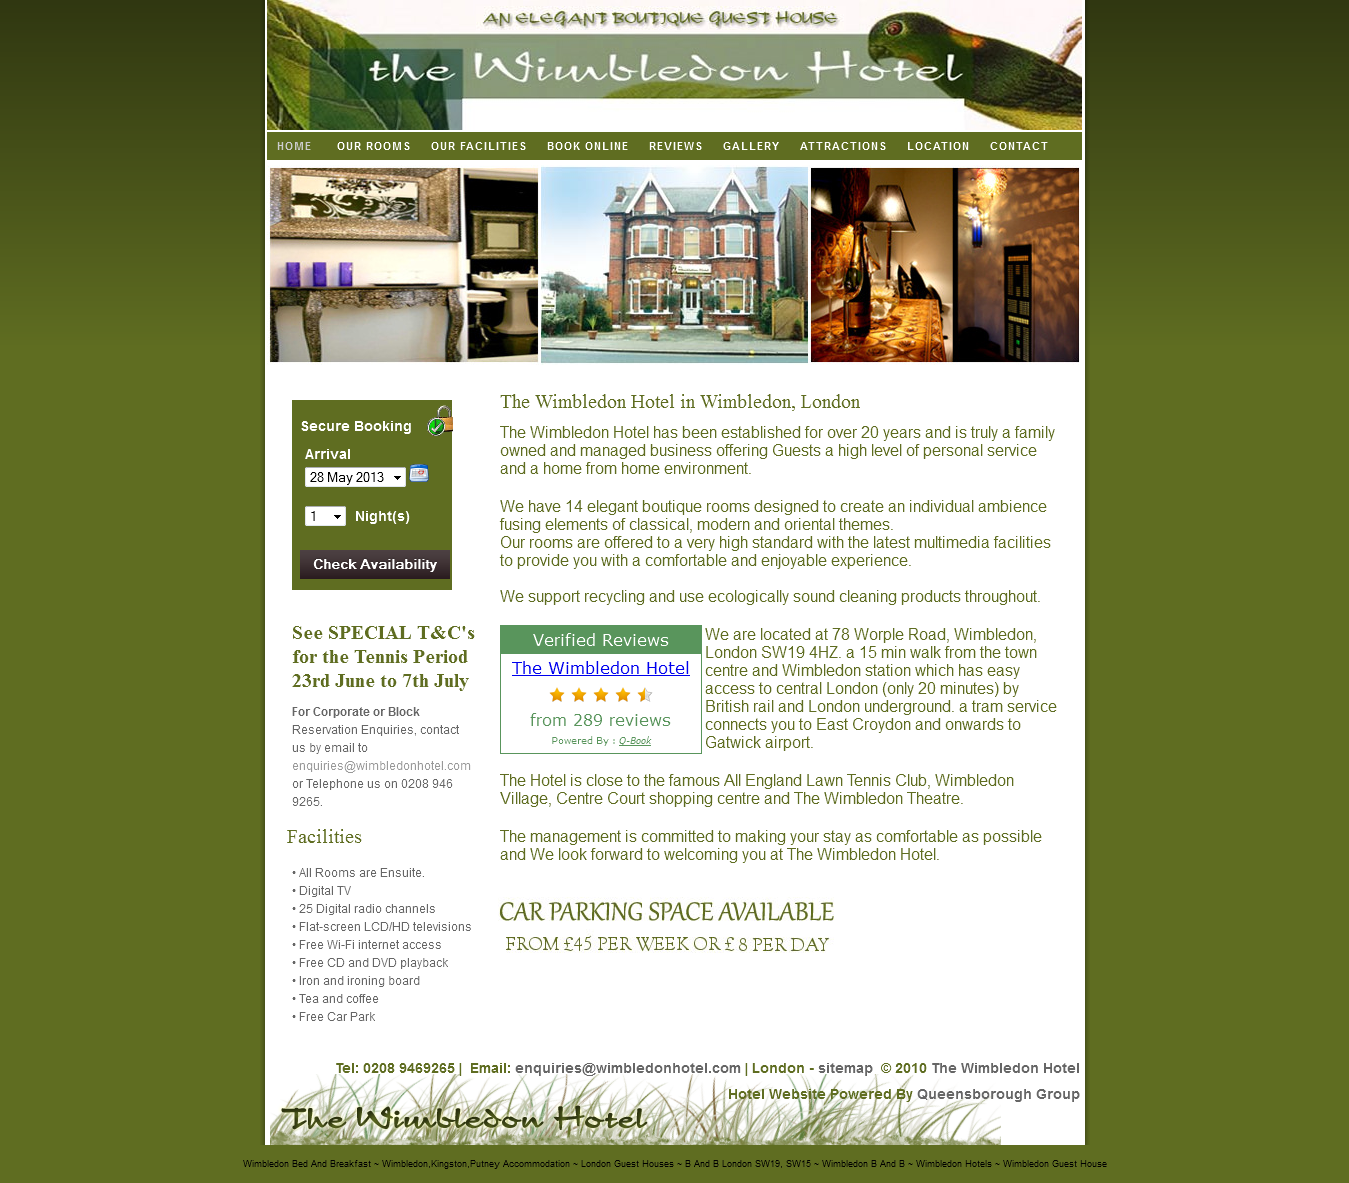 AN ELEGANT BOUTIQUE GUEST HOUSE
the Wimbledon Hotel
HOME OUR ROOMS OUR FACILITIES BOOK ONLINE REVIEWS GALLERY ATTRACTIONS LOCATION CONTACT
Secure Booking
Arrival
28 May 2013
1 Night(s)
Check Availability
See SPECIAL T&C's
for the Tennis Period
23rd June to 7th July
For Corporate or Block
Reservation Enquiries, contact
us by email to
enquiries@wimbledonhotel.com
or Telephone us on 0208 946
9265.
Facilities
• All Rooms are Ensuite.
• Digital TV
• 25 Digital radio channels
• Flat-screen LCD/HD televisions
• Free Wi-Fi internet access
• Free CD and DVD playback
• Iron and ironing board
• Tea and coffee
• Free Car Park
The Wimbledon Hotel in Wimbledon, London
The Wimbledon Hotel has been established for over 20 years and is truly a family
owned and managed business offering Guests a high level of personal service
and a home from home environment.
We have 14 elegant boutique rooms designed to create an individual ambience
fusing elements of classical, modern and oriental themes.
Our rooms are offered to a very high standard with the latest multimedia facilities
to provide you with a comfortable and enjoyable experience.
We support recycling and use ecologically sound cleaning products throughout.
Verified Reviews
The Wimbledon Hotel
from 289 reviews
Powered By : Q-Book
We are located at 78 Worple Road, Wimbledon,
London SW19 4HZ. a 15 min walk from the town
centre and Wimbledon station which has easy
access to central London (only 20 minutes) by
British rail and London underground. a tram service
connects you to East Croydon and onwards to
Gatwick airport.
The Hotel is close to the famous All England Lawn Tennis Club, Wimbledon
Village, Centre Court shopping centre and The Wimbledon Theatre.
The management is committed to making your stay as comfortable as possible
and We look forward to welcoming you at The Wimbledon Hotel.
CAR PARKING SPACE AVAILABLE
FROM £45 PER WEEK OR £ 8 PER DAY
Tel: 0208 9469265 | Email: enquiries@wimbledonhotel.com | London - sitemap © 2010 The Wimbledon Hotel
Hotel Website Powered By Queensborough Group
The Wimbledon Hotel
Wimbledon Bed And Breakfast ~ Wimbledon,Kingston,Putney Accommodation ~ London Guest Houses ~ B And B London SW19, SW15 ~ Wimbledon B And B ~ Wimbledon Hotels ~ Wimbledon Guest House